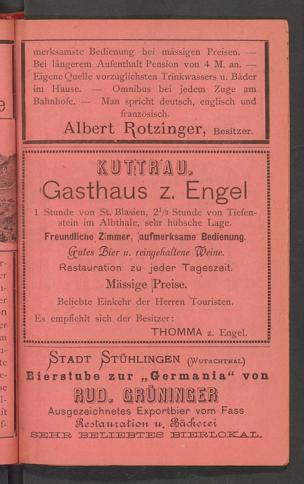 merksamste Bedienung bei mässigen Preisen. —
Bei längerem Aufenthalt Pension von 4 M. an. —
Eigene Quelle vorzüglichsten Trinkwassers u. Bäder
im Hause. — Omnibus bei jedem Zuge am
Bahnhofe. — Man spricht deutsch, englisch und
französisch.
Albert Rotzinger, Besitzer.
KUTTRAU.
Gasthaus z. Engel
1 Stunde von St. Blasien, 2½ Stunde von Tiefen-
stein im Albthale, sehr hübsche Lage.
Freundliche Zimmer, aufmerksame Bedienung.
Gutes Bier u. reingehaltene Weine.
Restauration zu jeder Tageszeit.
Mässige Preise.
Beliebte Einkehr der Herren Touristen.
Es empfiehlt sich der Besitzer:
THOMMA z. Engel.
STADT STÜHLINGEN (WUTACHTHAL)
Bierstube zur „Germania" von
RUD. GRÜNINGER
Ausgezeichnetes Exportbier vom Fass
Restauration u. Bäckerei
SEHR BELIEBTES BIERLOKAL.